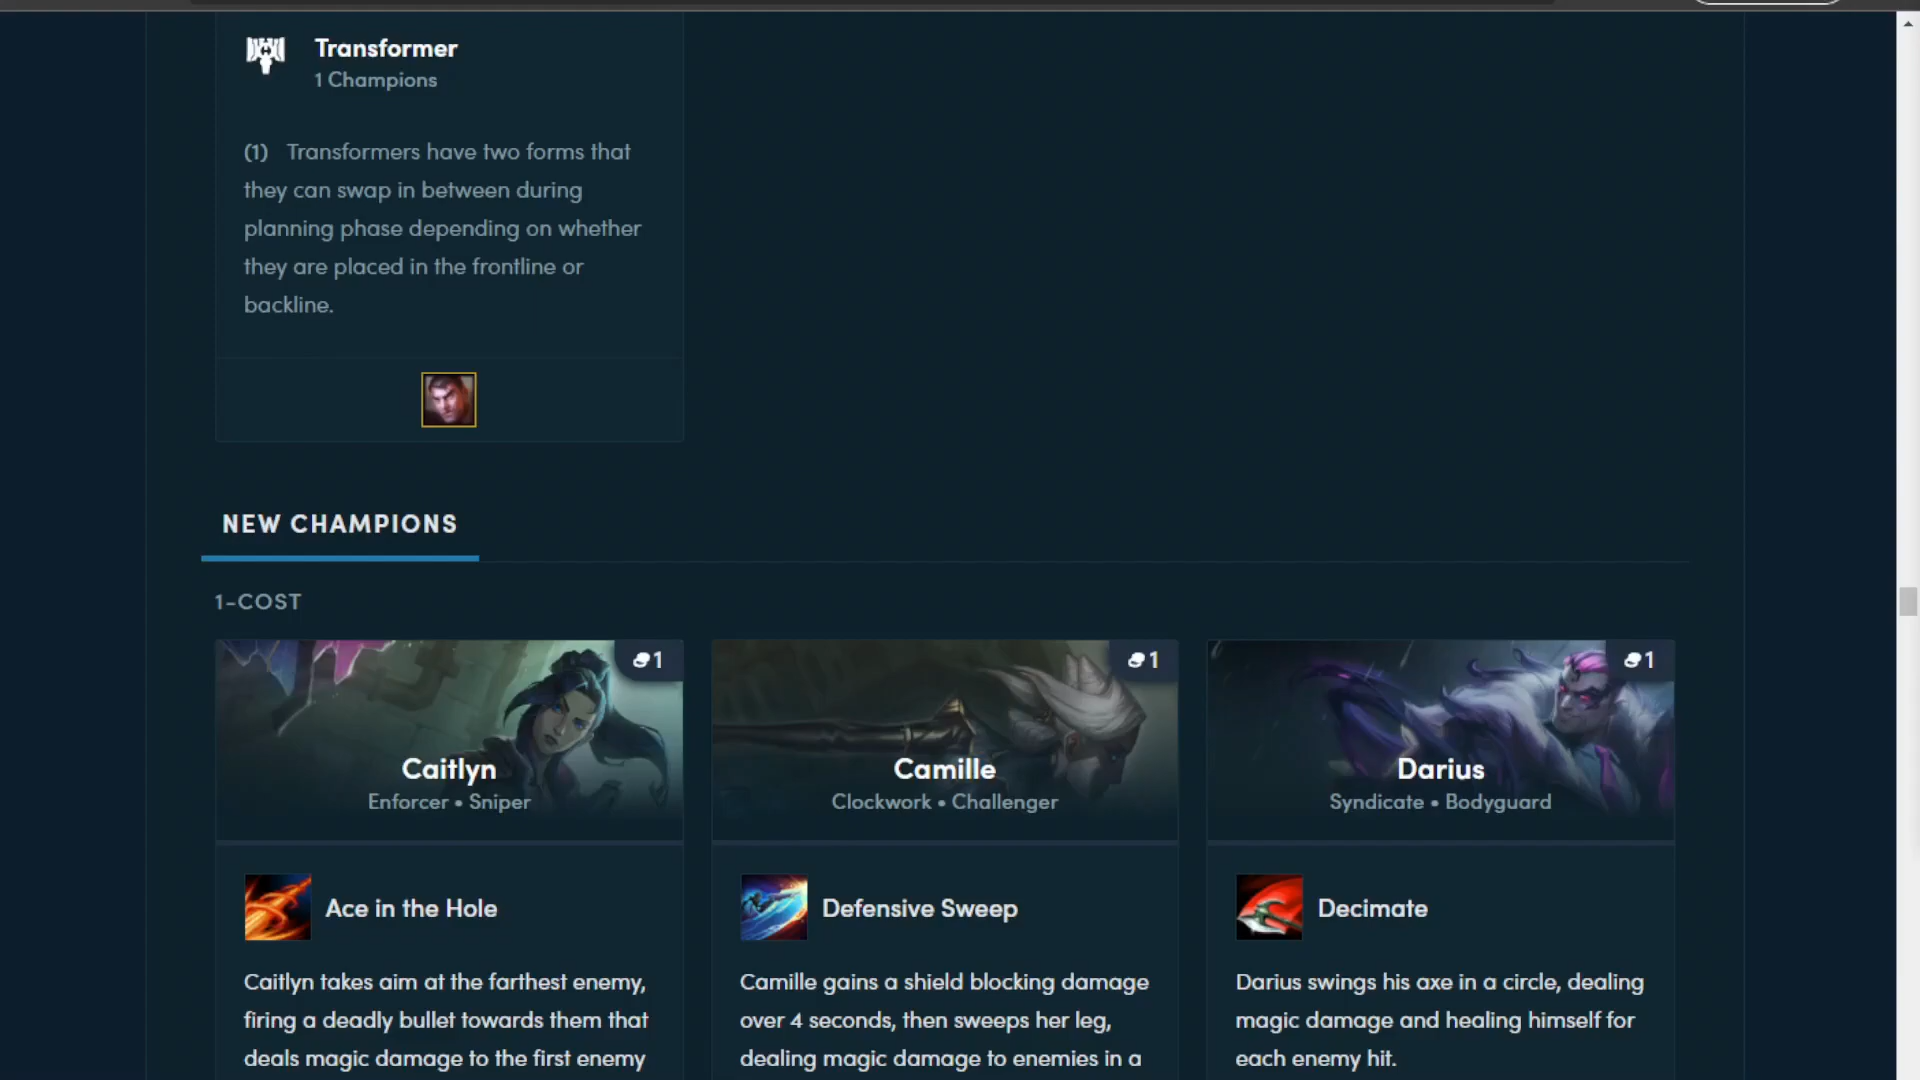 Transformer
1 Champions
(1) Transformers have two forms that
they can swap in between during
planning phase depending on whether
they are placed in the frontline or
backline.
NEW CHAMPIONS
1-COST
1
Caitlyn
Enforcer • Sniper
Ace in the Hole
Caitlyn takes aim at the farthest enemy,
firing a deadly bullet towards them that
deals magic damage to the first enemy
1
Camille
Clockwork • Challenger
Defensive Sweep
Camille gains a shield blocking damage
over 4 seconds, then sweeps her leg,
dealing magic damage to enemies in a
1
Darius
Syndicate • Bodyguard
Decimate
Darius swings his axe in a circle, dealing
magic damage and healing himself for
each enemy hit.